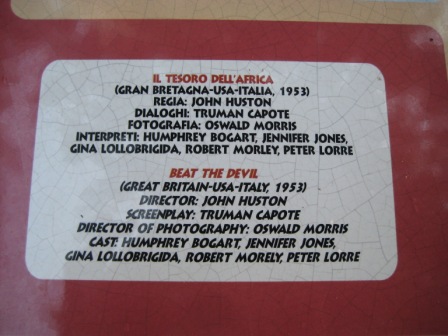 IL TESORO DELL'AFRICA
(GRAN BRETAGNA-USA-ITALIA, 1953)
REGIA: JOHN HUSTON
DIALOGHI: TRUMAN CAPOTE
FOTOGRAFIA: OSWALD MORRIS
INTERPRETI: HUMPHREY BOGART, JENNIFER JONES,
GINA LOLLOBRIGIDA, ROBERT MORLEY, PETER LORRE
BEAT THE DEVIL
(GREAT BRITAIN-USA-ITALY, 1953)
DIRECTOR: JOHN HUSTON
SCREENPLAY: TRUMAN CAPOTE
DIRECTOR OF PHOTOGRAPHY: OSWALD MORRIS
CAST: HUMPHREY BOGART, JENNIFER JONES,
GINA LOLLOBRIGIDA, ROBERT MORELY, PETER LORRE